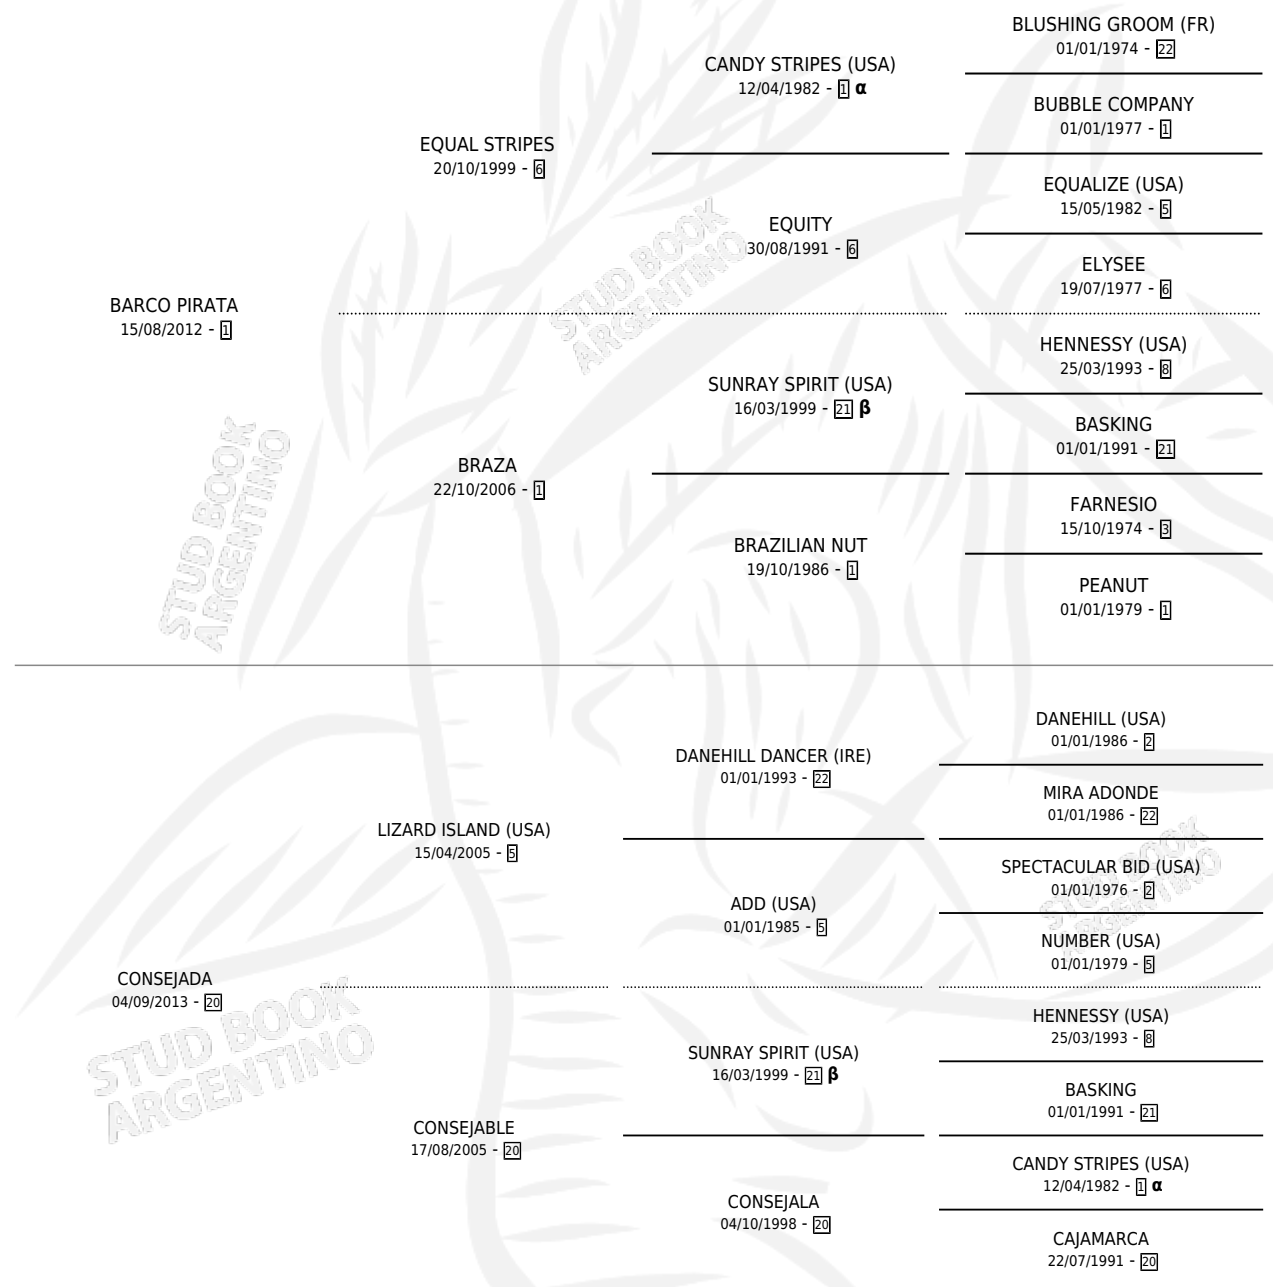 BLUSHING GROOM (FR)
01/01/1974 - 22
CANDY STRIPES (USA)
12/04/1982 - 1 α
BUBBLE COMPANY
01/01/1977 - 1
EQUAL STRIPES
20/10/1999 - 6
EQUALIZE (USA)
15/05/1982 - 5
EQUITY
30/08/1991 - 6
ELYSEE
19/07/1977 - 6
BARCO PIRATA
15/08/2012 - 1
HENNESSY (USA)
25/03/1993 - 8
SUNRAY SPIRIT (USA)
16/03/1999 - 21 β
BASKING
01/01/1991 - 21
BRAZA
22/10/2006 - 1
FARNESIO
15/10/1974 - 3
BRAZILIAN NUT
19/10/1986 - 1
PEANUT
01/01/1979 - 1
STUD BOOK
ARGENTINO
STUD BOOK
ARGENTINO
DANEHILL (USA)
01/01/1986 - 2
DANEHILL DANCER (IRE)
01/01/1993 - 22
MIRA ADONDE
01/01/1986 - 22
LIZARD ISLAND (USA)
15/04/2005 - 5
SPECTACULAR BID (USA)
01/01/1976 - 2
ADD (USA)
01/01/1985 - 5
NUMBER (USA)
01/01/1979 - 5
CONSEJADA
04/09/2013 - 20
HENNESSY (USA)
25/03/1993 - 8
SUNRAY SPIRIT (USA)
16/03/1999 - 21 β
BASKING
01/01/1991 - 21
CONSEJABLE
17/08/2005 - 20
CANDY STRIPES (USA)
12/04/1982 - 1 α
CONSEJALA
04/10/1998 - 20
CAJAMARCA
22/07/1991 - 20
STUD BOOK
ARGENTINO
STUD BOOK
ARGENTINO